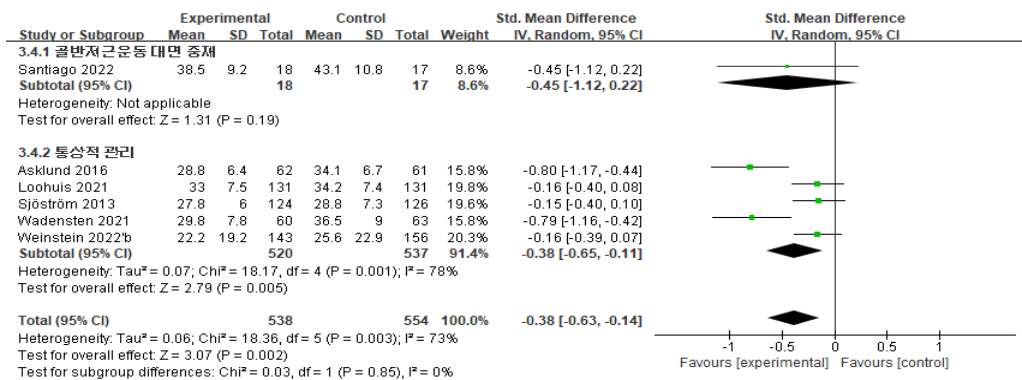 Experimental Control Std. Mean Difference Std. Mean Difference
Study or Subgroup Mean SD Total Mean SD Total Weight IV, Random, 95% CI IV, Random, 95% CI
3.4.1 골반저근운동 대면 중재
Santiago 2022 38.5 9.2 18 43.1 10.8 17 8.6% -0.45 [-1.12, 0.22]
Subtotal (95% CI) 18 17 8.6% -0.45 [-1.12, 0.22]
Heterogeneity: Not applicable
Test for overall effect: Z = 1.31 (P = 0.19)
3.4.2 통상적 관리
Asklund 2016 28.8 6.4 62 34.1 6.7 61 15.8% -0.80 [-1.17, -0.44]
Loohuis 2021 33 7.5 131 34.2 7.4 131 19.8% -0.16 [-0.40, 0.08]
Sjöström 2013 27.8 6 124 28.8 7.3 126 19.6% -0.15 [-0.40, 0.10]
Wadensten 2021 29.8 7.8 60 36.5 9 63 15.8% -0.79 [-1.16, -0.42]
Weinstein 2022'b 22.2 19.2 143 25.6 22.9 156 20.3% -0.16 [-0.39, 0.07]
Subtotal (95% CI) 520 537 91.4% -0.38 [-0.65, -0.11]
Heterogeneity: Tau² = 0.07; Chi² = 18.17, df = 4 (P = 0.001); I² = 78%
Test for overall effect: Z = 2.79 (P = 0.005)
Total (95% CI) 538 554 100.0% -0.38 [-0.63, -0.14]
Heterogeneity: Tau² = 0.06; Chi² = 18.36, df = 5 (P = 0.003); I² = 73%
Test for overall effect: Z = 3.07 (P = 0.002)
Test for subgroup differences: Chi² = 0.03, df = 1 (P = 0.85), I² = 0%
-1 -0.5 0 0.5 1
Favours [experimental] Favours [control]